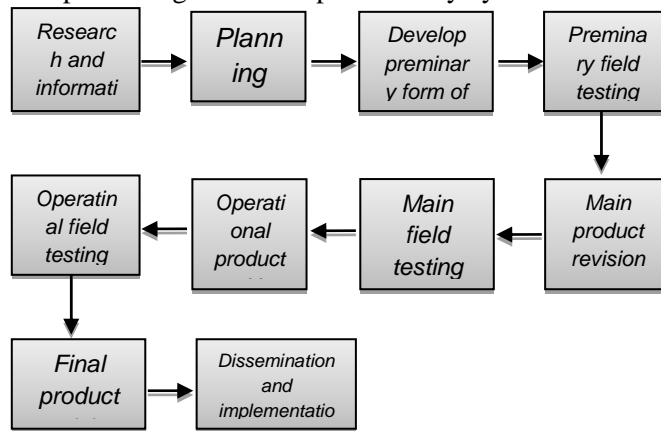 Researc
h and
informati
Plann
ing
Develop
preminar
y form of
Premina
ry field
testing
Main
product
revision
Main
field
testing
Operati
onal
product
Operatin
al field
testing
Final
product
Dissemination
and
implementatio